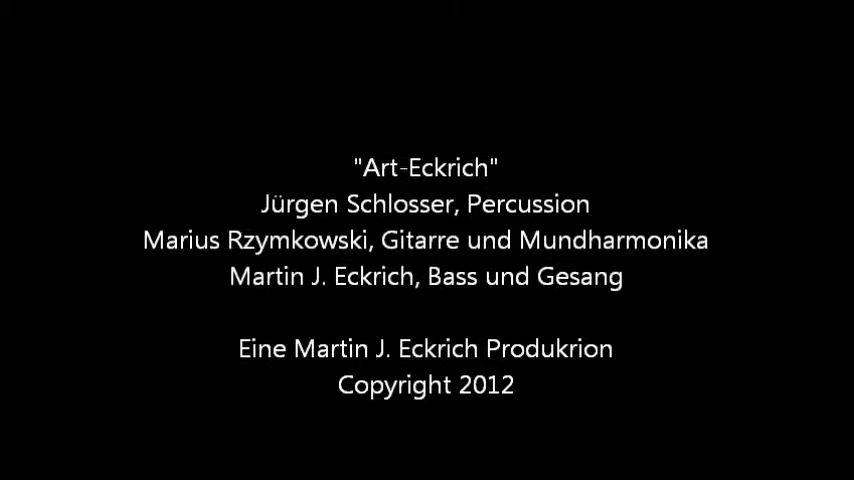 "Art-Eckrich"
Jürgen Schlosser, Percussion
Marius Rzymkowski, Gitarre und Mundharmonika
Martin J. Eckrich, Bass und Gesang
Eine Martin J. Eckrich Produkrion
Copyright 2012